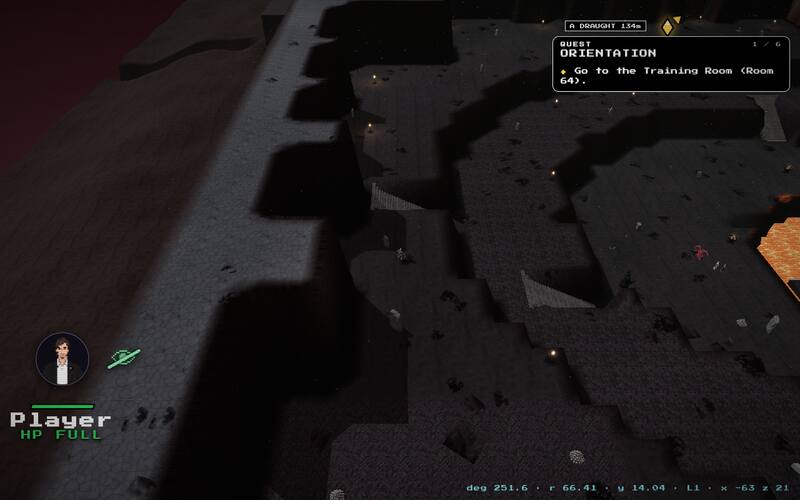 A DRAUGHT 134m
QUEST 1 / 6
ORIENTATION
Go to the Training Room (Room
64).
Player
HP FULL
deg 251.6 · r 66.41 · y 14.04 · L1 · x -63 z 21